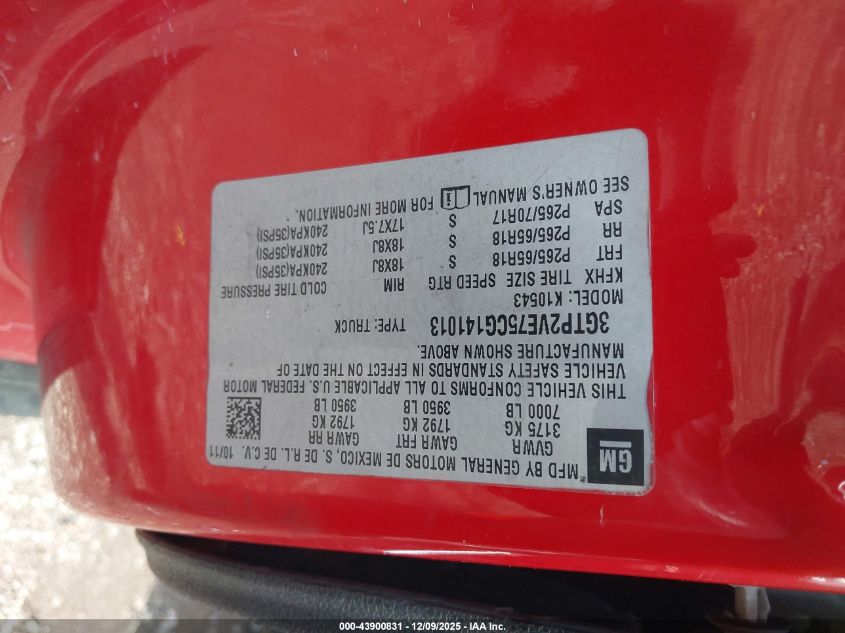 GM
MFD BY GENERAL MOTORS DE MEXICO, S. DE R.L. DE C.V. 10/11
GVWR GAWR FRT GAWR RR
3175 KG 1792 KG 1792 KG
7000 LB 3950 LB 3950 LB
THIS VEHICLE CONFORMS TO ALL APPLICABLE U.S. FEDERAL MOTOR
VEHICLE SAFETY STANDARDS IN EFFECT ON THE DATE OF
MANUFACTURE SHOWN ABOVE.
3GTP2VE75CG141013 TYPE: TRUCK
MODEL: K10543
KFHX TIRE SIZE SPEED RTG RIM COLD TIRE PRESSURE
FRT P265/65R18 S 18X8J 240KPA(35PSI)
RR P265/65R18 S 18X8J 240KPA(35PSI)
SPA P265/70R17 S 17X7.5J 240KPA(35PSI)
SEE OWNER'S MANUAL i FOR MORE INFORMATION.
000-43900831 - 12/09/2025 - IAA Inc.